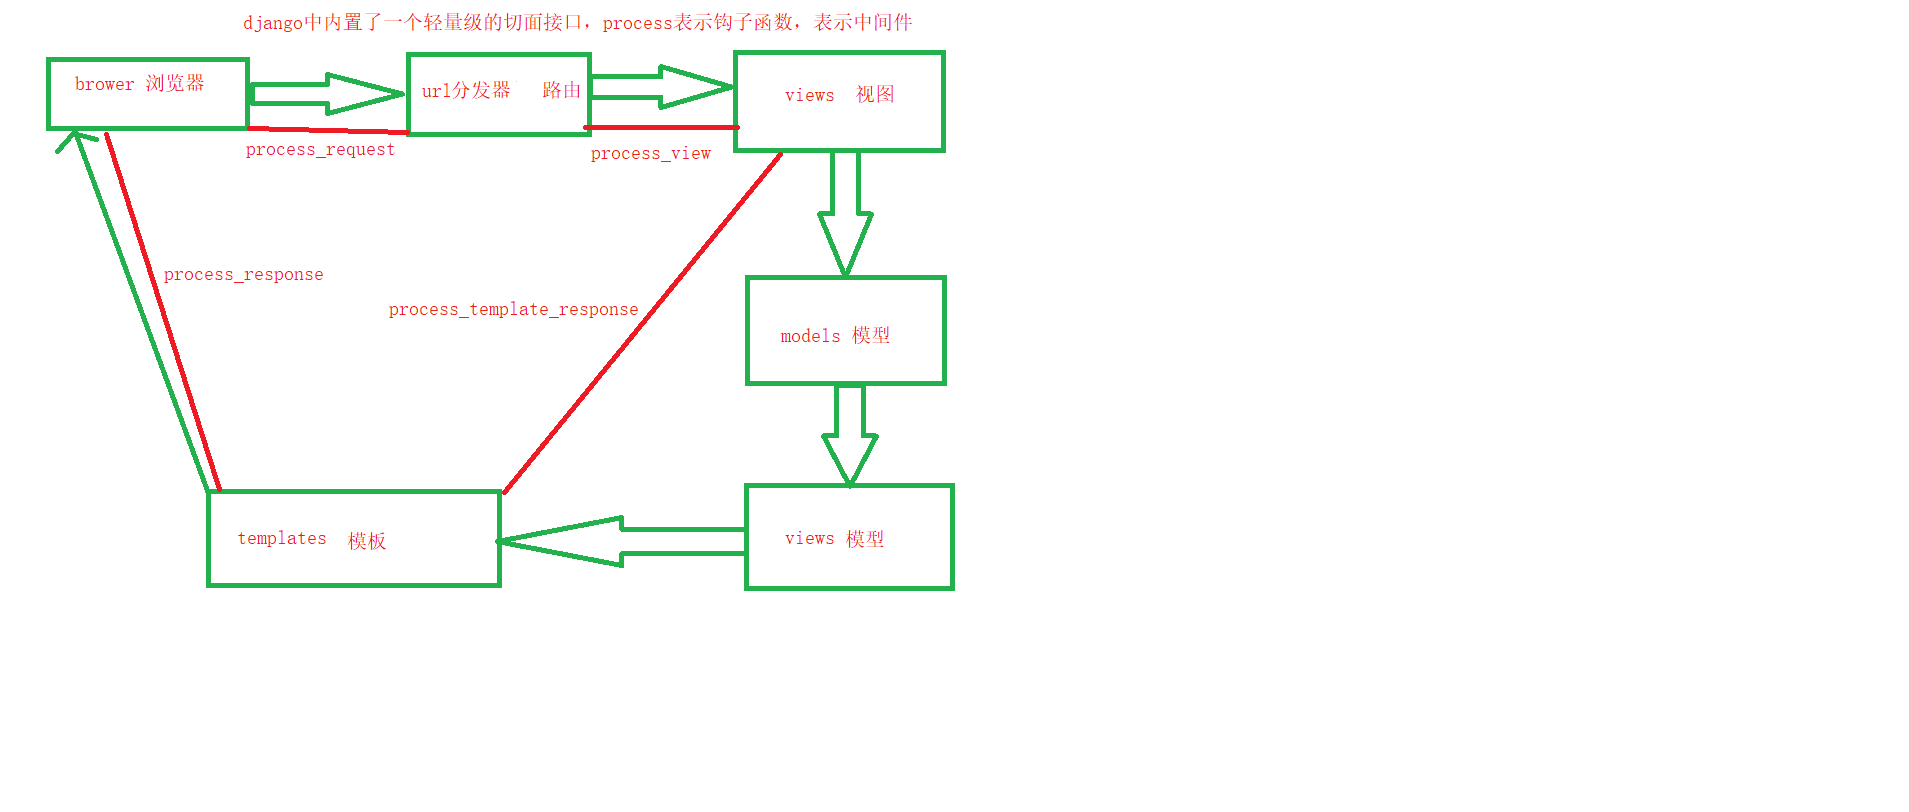 django中内置了一个轻量级的切面接口，process表示钩子函数，表示中间件
brower 浏览器
url分发器 路由
views 视图
process_request
process_view
process_response
process_template_response
models 模型
templates 模板
views 模型